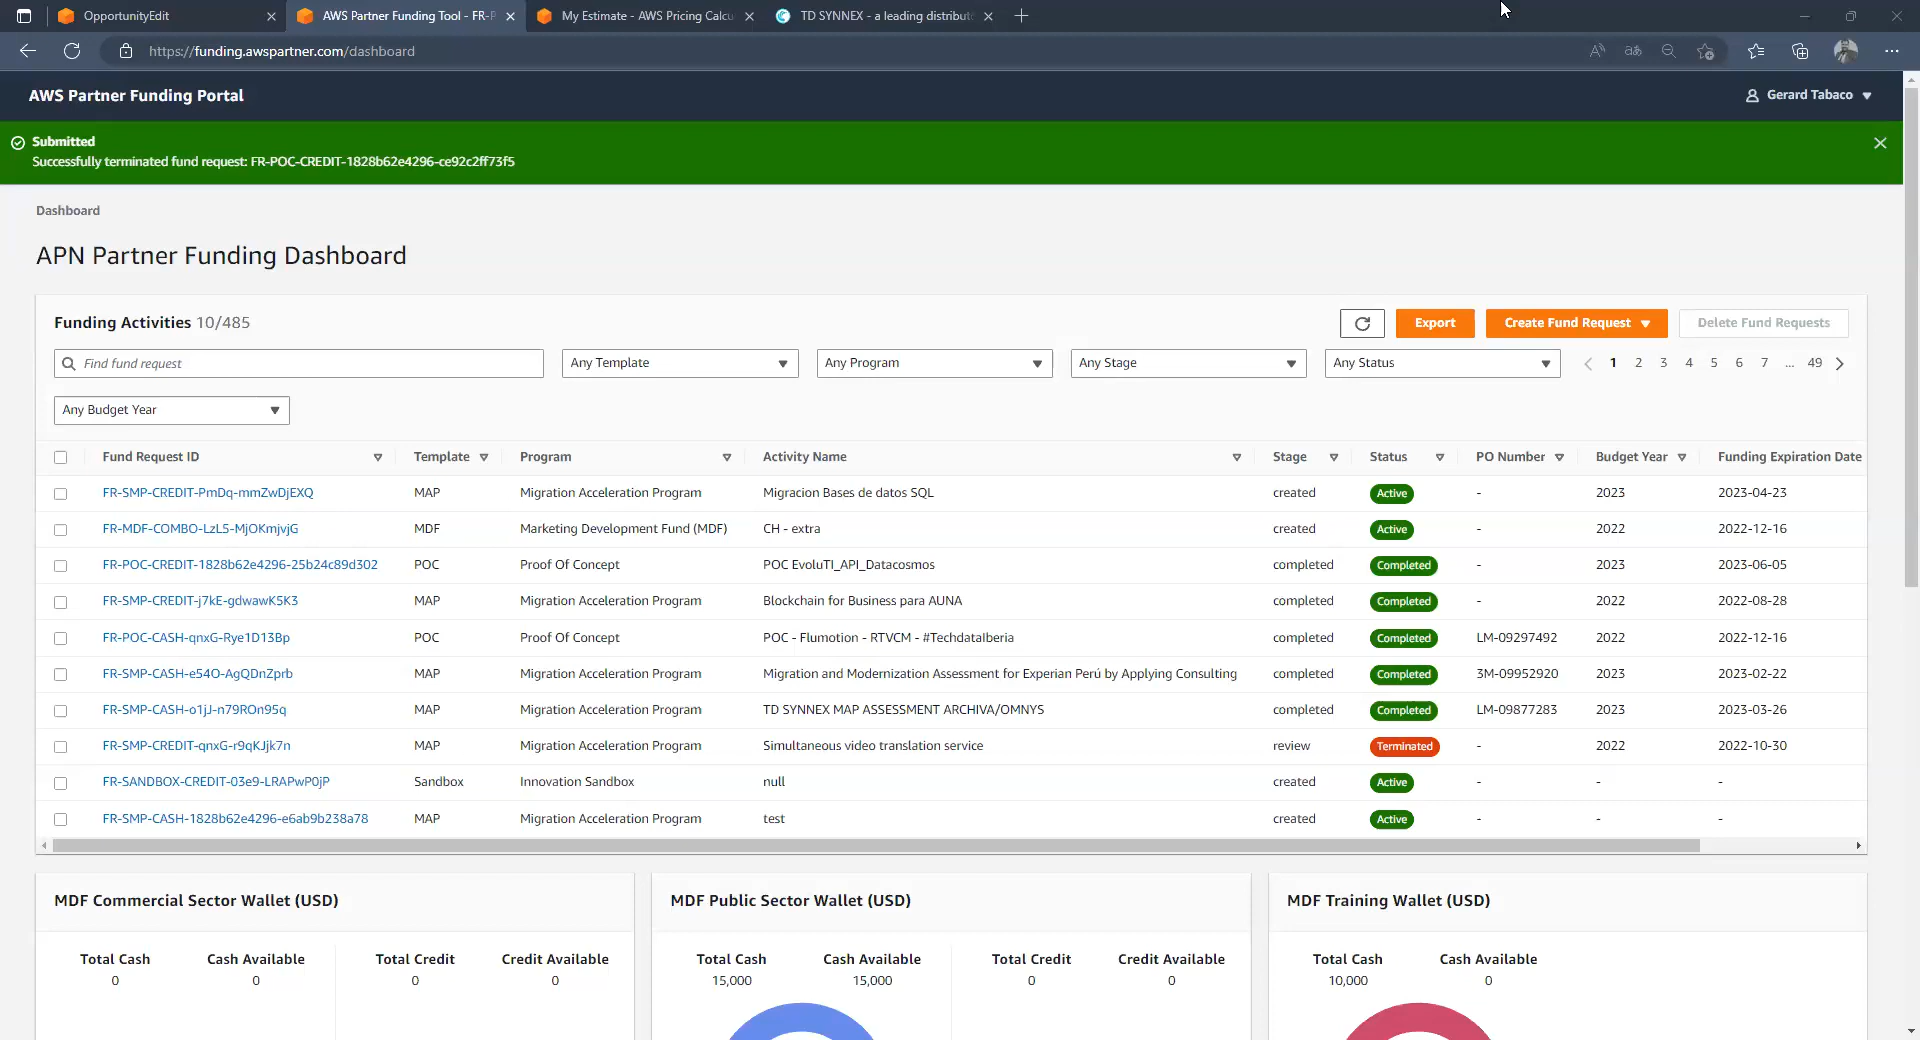 OpportunityEdit
AWS Partner Funding Tool - FR-P
My Estimate - AWS Pricing Calcu
TD SYNNEX - a leading distribut
https://funding.awspartner.com/dashboard
AWS Partner Funding Portal
Gerard Tabaco
Submitted
Successfully terminated fund request: FR-POC-CREDIT-1828b62e4296-ce92c2ff73f5
Dashboard
APN Partner Funding Dashboard
Funding Activities 10/485
Export
Create Fund Request
Delete Fund Requests
Find fund request
Any Template
Any Program
Any Stage
Any Status
1 2 3 4 5 6 7 ... 49
Any Budget Year
Fund Request ID Template Program Activity Name Stage Status PO Number Budget Year Funding Expiration Date
FR-SMP-CREDIT-PmDq-mmZwDjEXQ MAP Migration Acceleration Program Migracion Bases de datos SQL created Active - 2023 2023-04-23
FR-MDF-COMBO-LzL5-MjOKmjvjG MDF Marketing Development Fund (MDF) CH - extra created Active - 2022 2022-12-16
FR-POC-CREDIT-1828b62e4296-25b24c89d302 POC Proof Of Concept POC EvoluTI_API_Datacosmos completed Completed - 2023 2023-06-05
FR-SMP-CREDIT-j7kE-gdwawK5K3 MAP Migration Acceleration Program Blockchain for Business para AUNA completed Completed - 2022 2022-08-28
FR-POC-CASH-qnxG-Rye1D13Bp POC Proof Of Concept POC - Flumotion - RTVCM - #TechdataIberia completed Completed LM-09297492 2022 2022-12-16
FR-SMP-CASH-e54O-AgQDnZprb MAP Migration Acceleration Program Migration and Modernization Assessment for Experian Perú by Applying Consulting completed Completed 3M-09952920 2023 2023-02-22
FR-SMP-CASH-o1jJ-n79ROn95q MAP Migration Acceleration Program TD SYNNEX MAP ASSESSMENT ARCHIVA/OMNYS completed Completed LM-09877283 2023 2023-03-26
FR-SMP-CREDIT-qnxG-r9qKJjk7n MAP Migration Acceleration Program Simultaneous video translation service review Terminated - 2022 2022-10-30
FR-SANDBOX-CREDIT-03e9-LRAPwP0jP Sandbox Innovation Sandbox null created Active - - -
FR-SMP-CASH-1828b62e4296-e6ab9b238a78 MAP Migration Acceleration Program test created Active - - -
MDF Commercial Sector Wallet (USD)
Total Cash Cash Available Total Credit Credit Available
0 0 0 0
MDF Public Sector Wallet (USD)
Total Cash Cash Available Total Credit Credit Available
15,000 15,000 0 0
MDF Training Wallet (USD)
Total Cash Cash Available
10,000 0